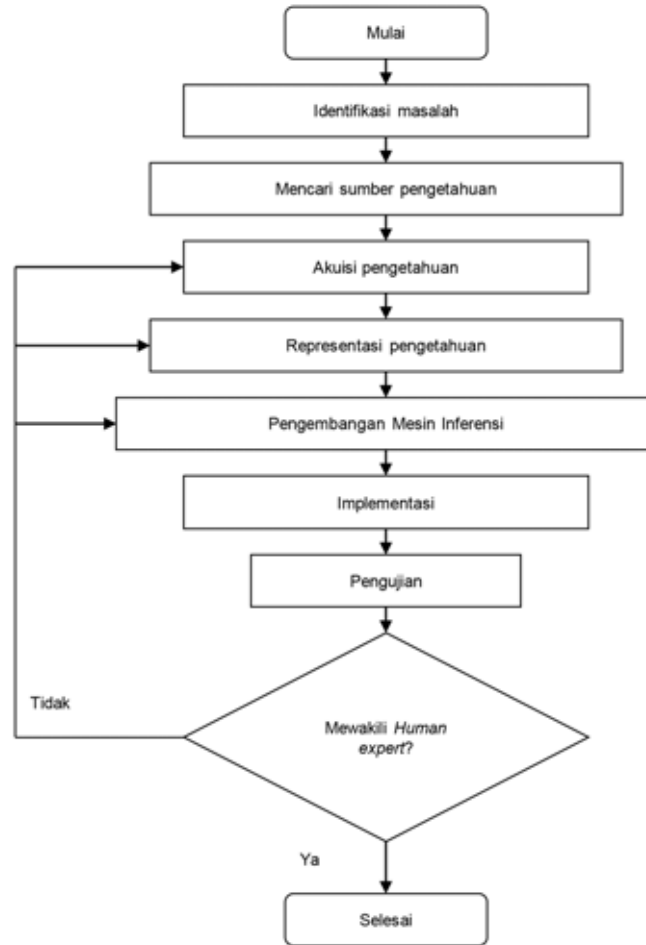 Mulai
Identifikasi masalah
Mencari sumber pengetahuan
Akuisi pengetahuan
Representasi pengetahuan
Pengembangan Mesin Inferensi
Implementasi
Pengujian
Tidak
Mewakili Human
expert?
Ya
Selesai